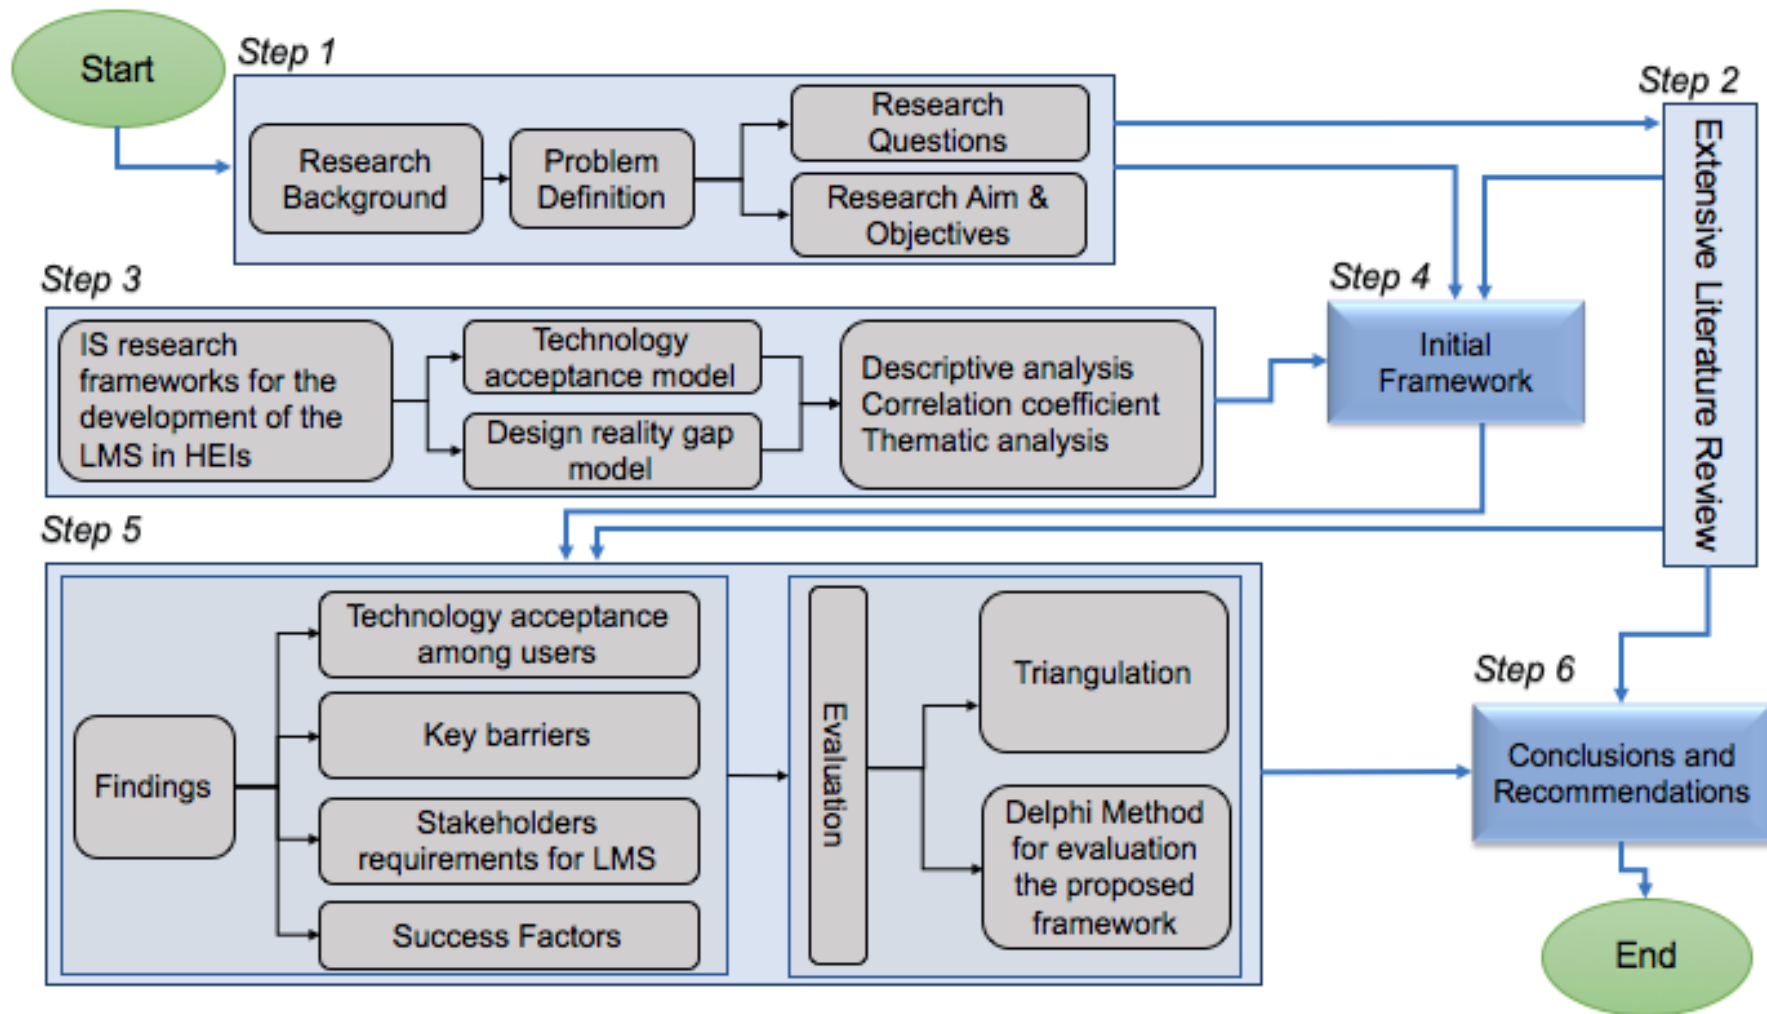 Start
Step 1
Research
Background
Problem
Definition
Research
Questions
Research Aim &
Objectives
Step 2
Extensive Literature Review
Step 3
IS research
frameworks for the
development of the
LMS in HEIs
Technology
acceptance model
Design reality gap
model
Descriptive analysis
Correlation coefficient
Thematic analysis
Step 4
Initial
Framework
Step 5
Findings
Technology acceptance
among users
Key barriers
Stakeholders
requirements for LMS
Success Factors
Evaluation
Triangulation
Delphi Method
for evaluation
the proposed
framework
Step 6
Conclusions and
Recommendations
End